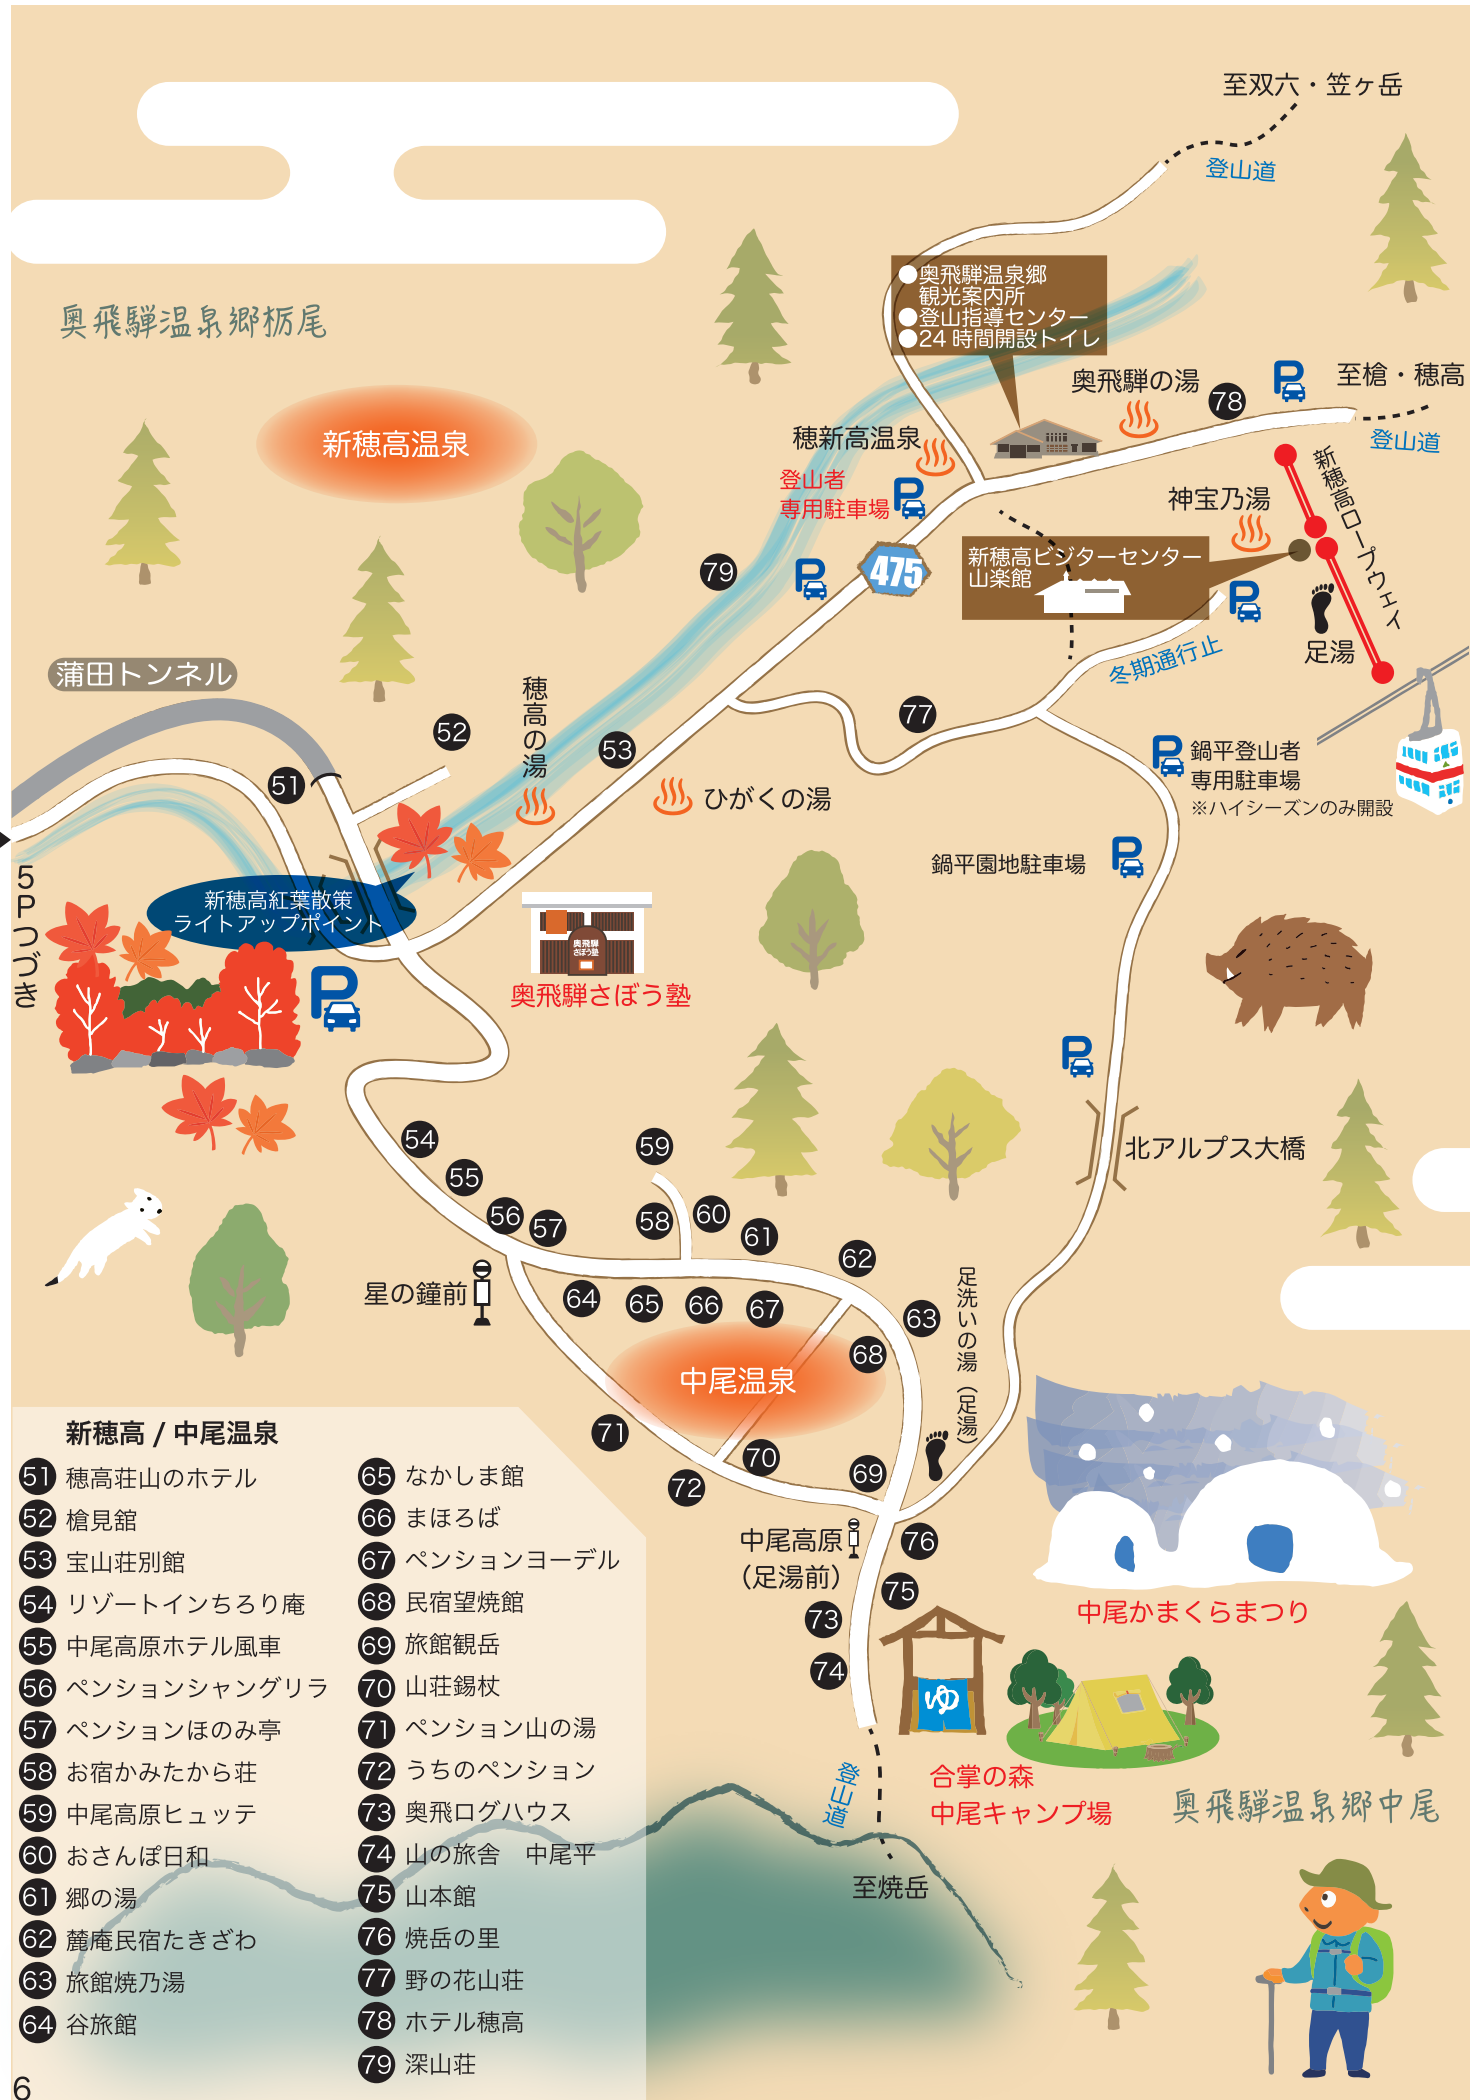 至双六・笠ヶ岳
登山道
奥飛騨温泉郷
観光案内所
登山指導センター
24時間開設トイレ
奥飛騨温泉郷栃尾
奥飛騨の湯
78
P
至槍・穂高
登山道
新穂高温泉
穂新高温泉
登山者
専用駐車場
P
新穂高ロープウェイ
神宝乃湯
新穂高ビジターセンター
山楽館
475
79
P
P
足湯
冬期通行止
蒲田トンネル
穂高の湯
52
53
51
77
ひがくの湯
P
鍋平登山者
専用駐車場
※ハイシーズンのみ開設
鍋平園地駐車場
P
5Pつづき
新穂高紅葉散策
ライトアップポイント
P
奥飛騨
さぼう塾
奥飛騨さぼう塾
P
北アルプス大橋
54
55
56
57
59
58
60
61
62
63
星の鐘前
64
65
66
67
68
足洗いの湯（足湯）
中尾温泉
71
72
70
69
中尾高原
（足湯前）
76
75
73
74
中尾かまくらまつり
ゆ
合掌の森
中尾キャンプ場
登山道
至焼岳
奥飛騨温泉郷中尾
新穂高 / 中尾温泉
51 穂高荘山のホテル
52 槍見舘
53 宝山荘別館
54 リゾートインちろり庵
55 中尾高原ホテル風車
56 ペンションシャングリラ
57 ペンションほのみ亭
58 お宿かみたから荘
59 中尾高原ヒュッテ
60 おさんぽ日和
61 郷の湯
62 麓庵民宿たきざわ
63 旅館焼乃湯
64 谷旅館
65 なかしま館
66 まほろば
67 ペンションヨーデル
68 民宿望焼館
69 旅館観岳
70 山荘錫杖
71 ペンション山の湯
72 うちのペンション
73 奥飛ログハウス
74 山の旅舎　中尾平
75 山本館
76 焼岳の里
77 野の花山荘
78 ホテル穂高
79 深山荘
6